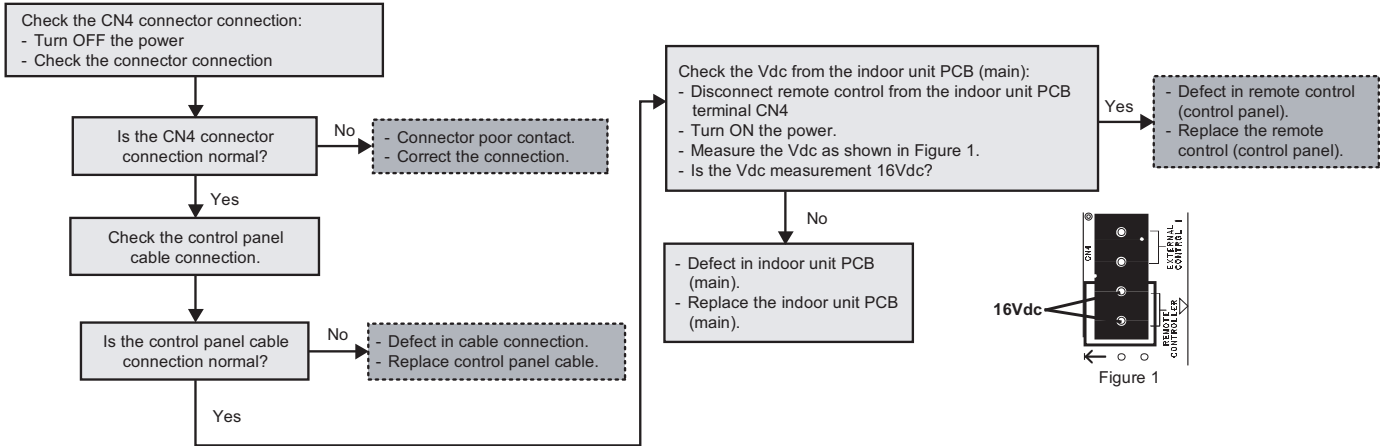 Check the CN4 connector connection:
- Turn OFF the power
- Check the connector connection
Is the CN4 connector
connection normal?
No
- Connector poor contact.
- Correct the connection.
Yes
Check the control panel
cable connection.
Is the control panel cable
connection normal?
No
- Defect in cable connection.
- Replace control panel cable.
Yes
Check the Vdc from the indoor unit PCB (main):
- Disconnect remote control from the indoor unit PCB
terminal CN4
- Turn ON the power.
- Measure the Vdc as shown in Figure 1.
- Is the Vdc measurement 16Vdc?
Yes
- Defect in remote control
(control panel).
- Replace the remote
control (control panel).
No
- Defect in indoor unit PCB
(main).
- Replace the indoor unit PCB
(main).
CN4
EXTERNAL
CONTROL I
16Vdc
REMOTE
CONTROLLER
Figure 1